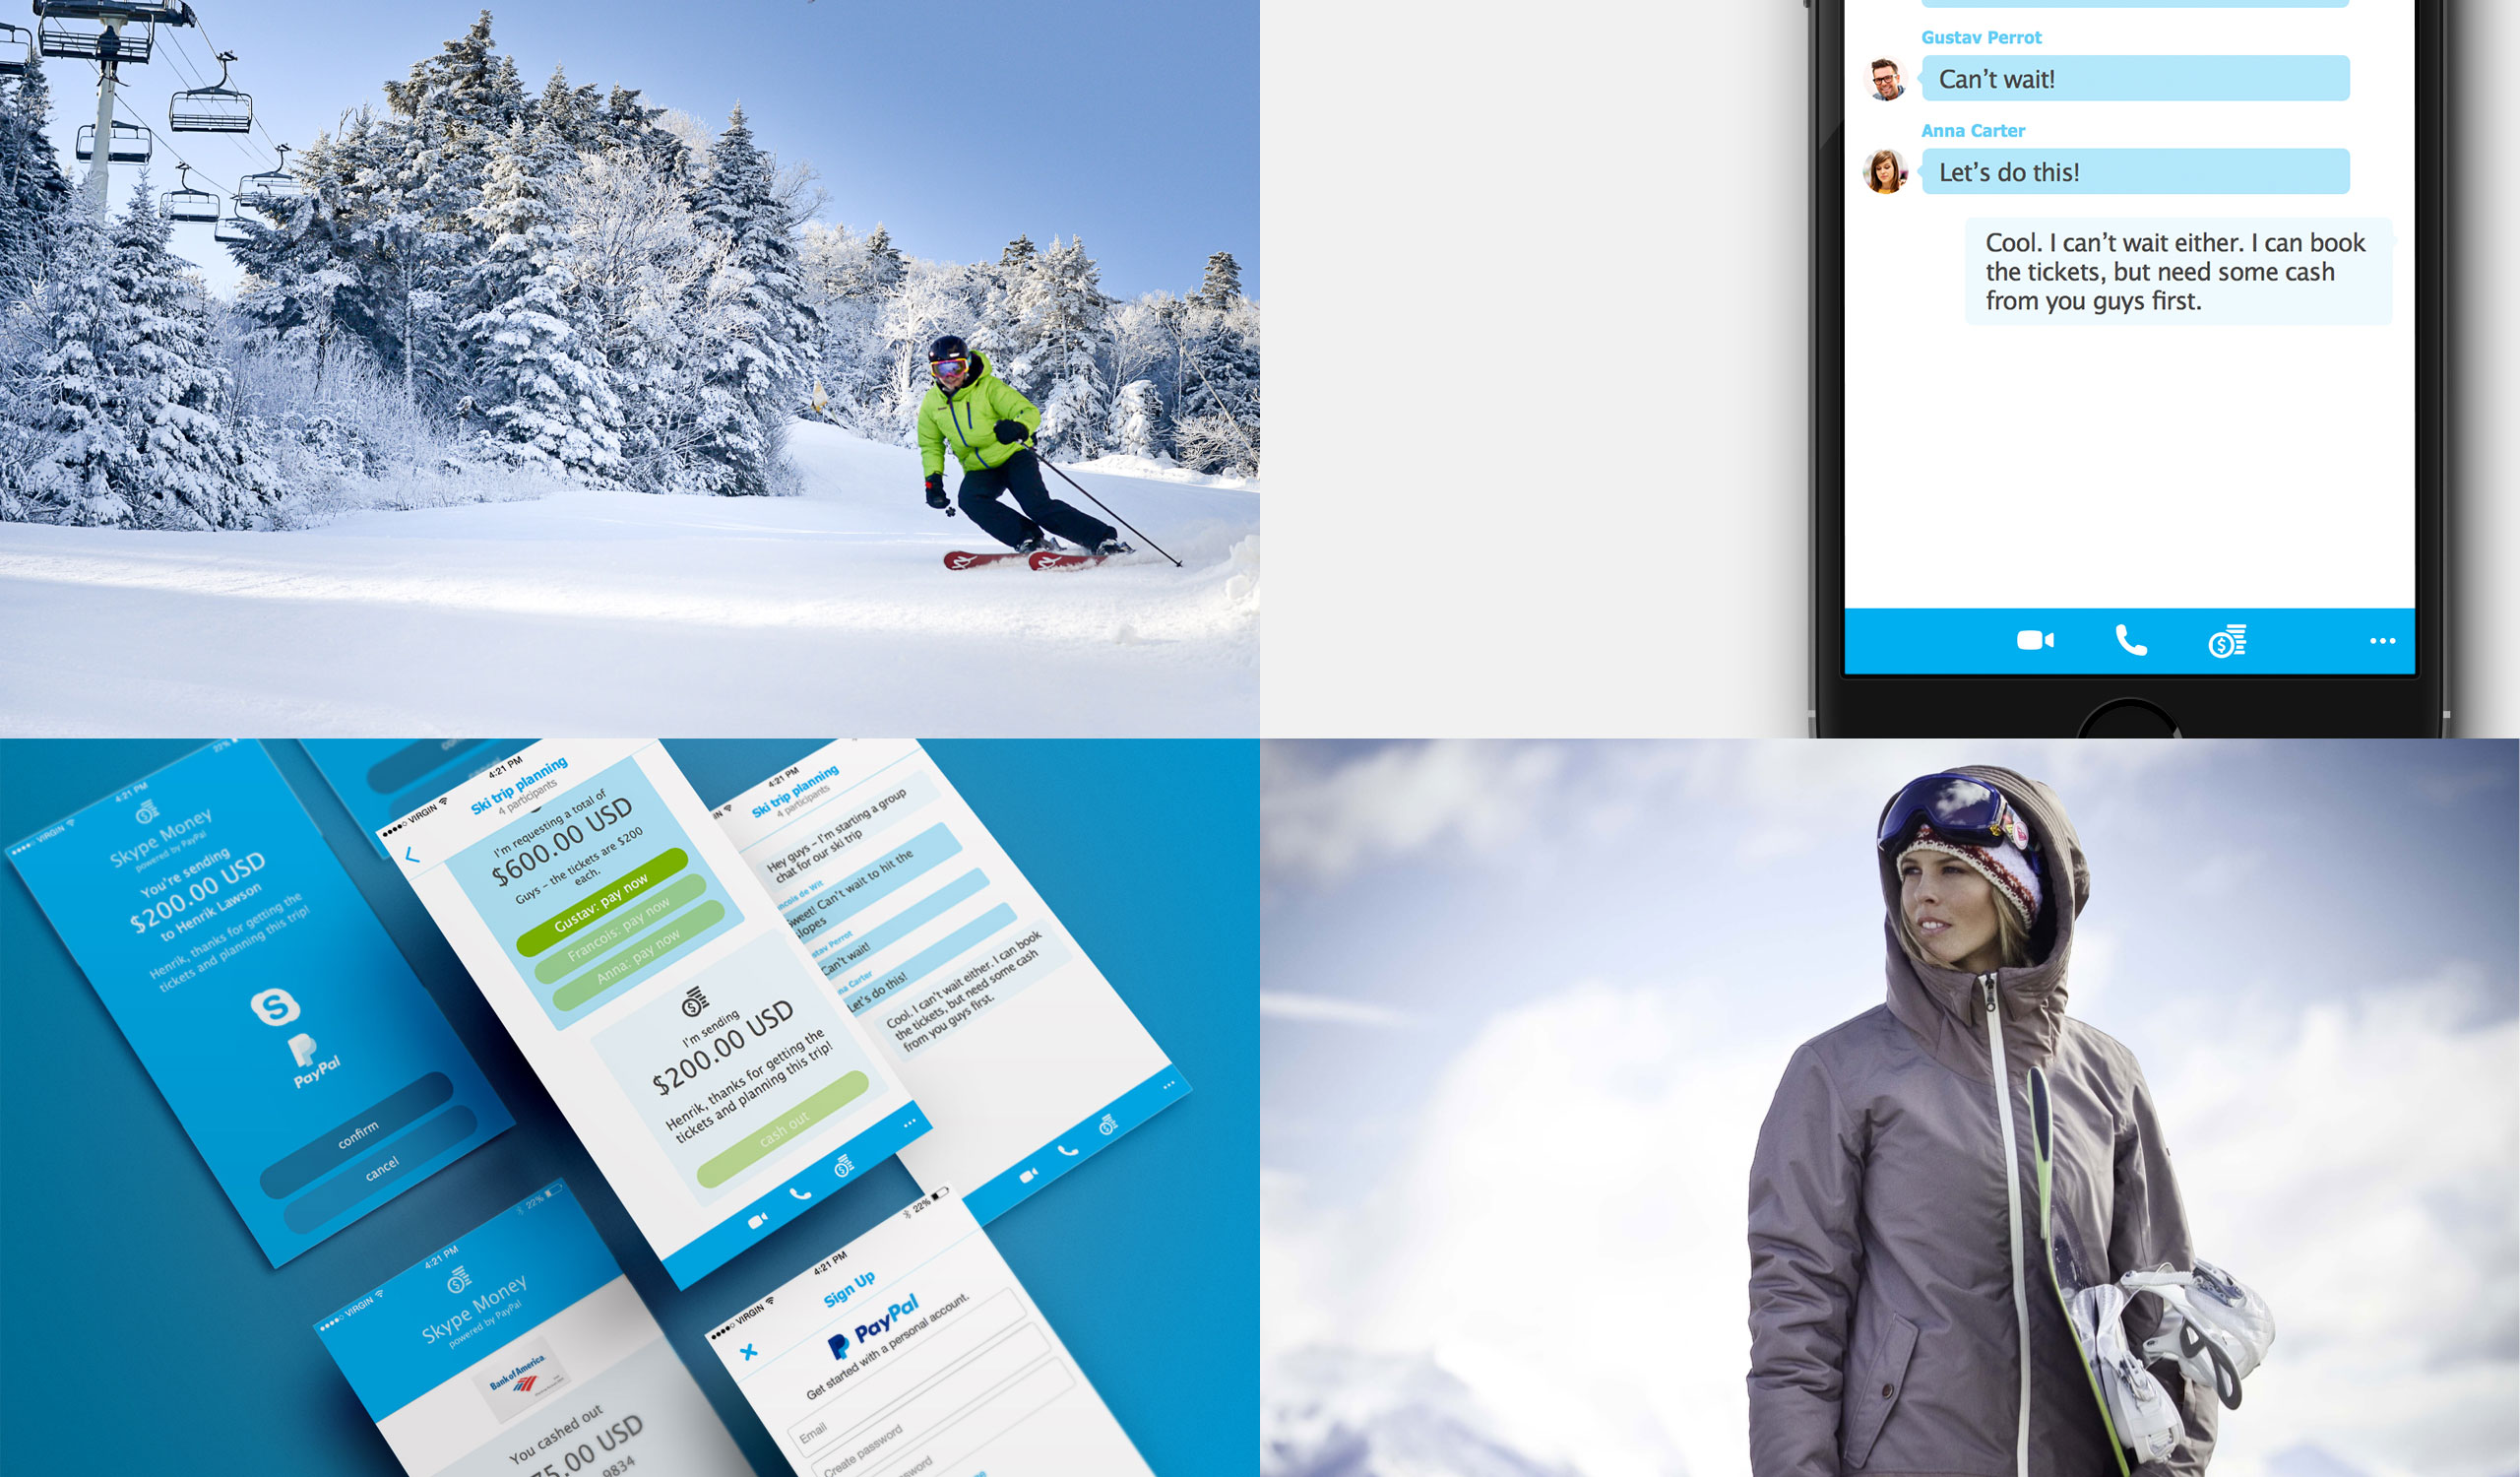 Gustav Perrot
Can't wait!
Anna Carter
Let's do this!
Cool. I can't wait either. I can book
the tickets, but need some cash
from you guys first.
VIRGIN
4:21 PM
22%
Skype Money
powered by PayPal
You're sending
$200.00 USD
to Henrik Lawson
Henrik, thanks for getting the
tickets and planning this trip!
S
PayPal
confirm
cancel
VIRGIN
4:21 PM
Ski trip planning
4 participants
I'm requesting a total of
$600.00 USD
Guys – the tickets are $200
each.
Gustav: pay now
Francois: pay now
Anna: pay now
I'm sending
$200.00 USD
Henrik, thanks for getting the
tickets and planning this trip!
cash out
4:21 PM
Ski trip planning
4 participants
Hey guys – I'm starting a group
chat for our ski trip
ncois de Wit
Sweet! Can't wait to hit the
slopes
stav Perrot
Can't wait!
na Carter
Let's do this!
Cool. I can't wait either. I can book
the tickets, but need some cash
from you guys first.
VIRGIN
4:21 PM
22%
Skype Money
powered by PayPal
Bank of America
You cashed out
75.00 USD
9834
VIRGIN
4:21 PM
22%
Sign Up
PayPal
Get started with a personal account.
Email
Create password
sword